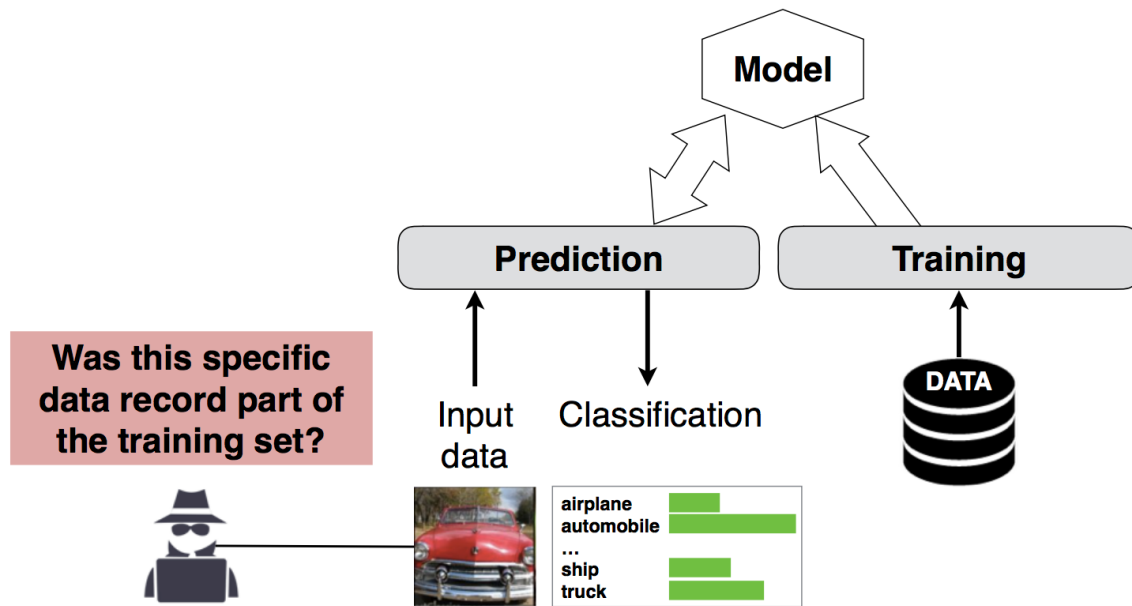 Model
Prediction
Training
Was this specific
data record part of
the training set?
Input
data
Classification
DATA
airplane
automobile
...
ship
truck